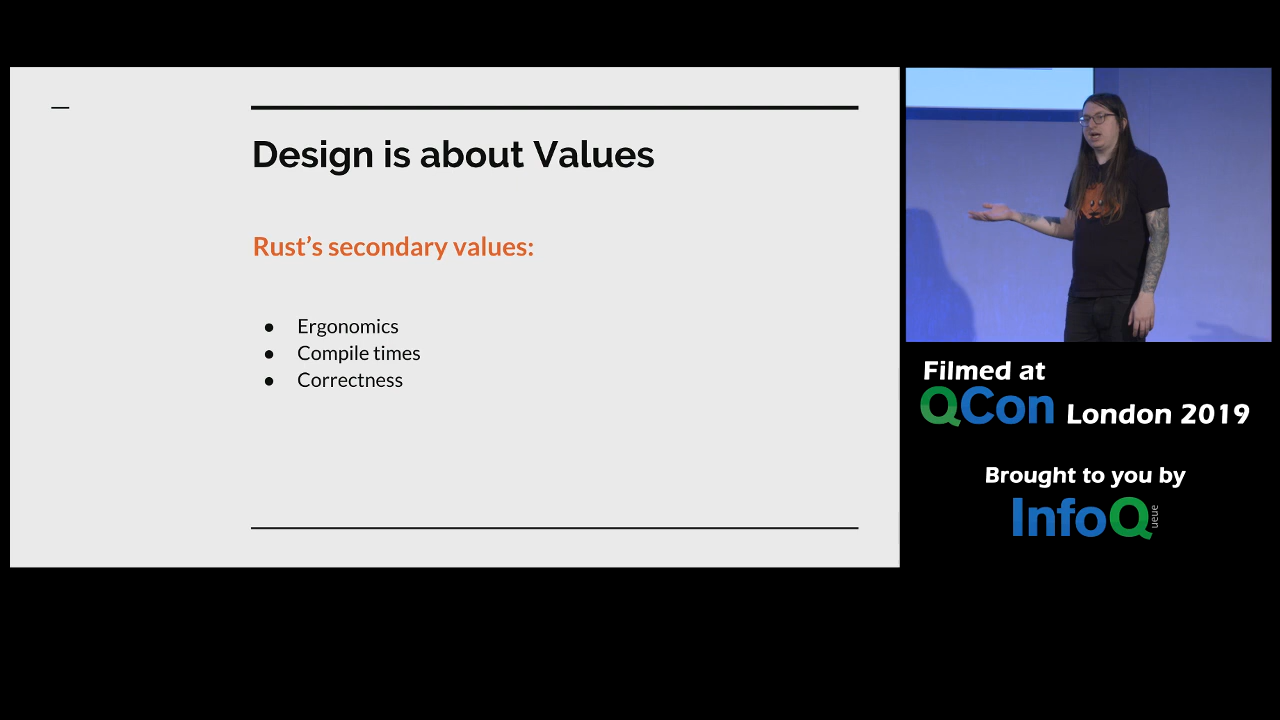 Design is about Values
Rust's secondary values:
● Ergonomics
● Compile times
● Correctness
Filmed at
QCon London 2019
Brought to you by
InfoQueue